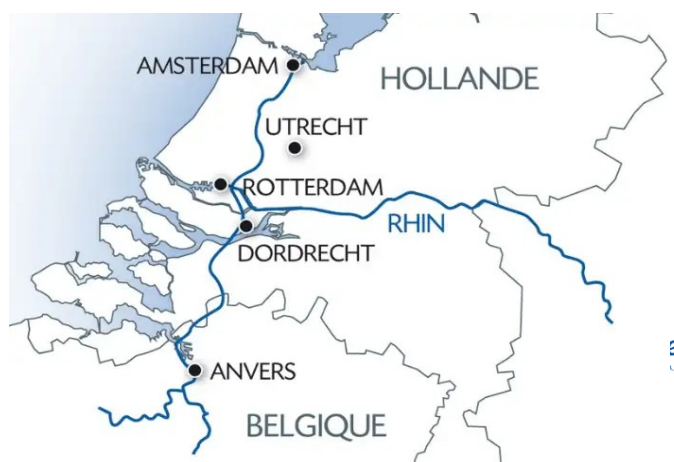 AMSTERDAM
HOLLANDE
UTRECHT
ROTTERDAM
RHIN
DORDRECHT
ANVERS
BELGIQUE